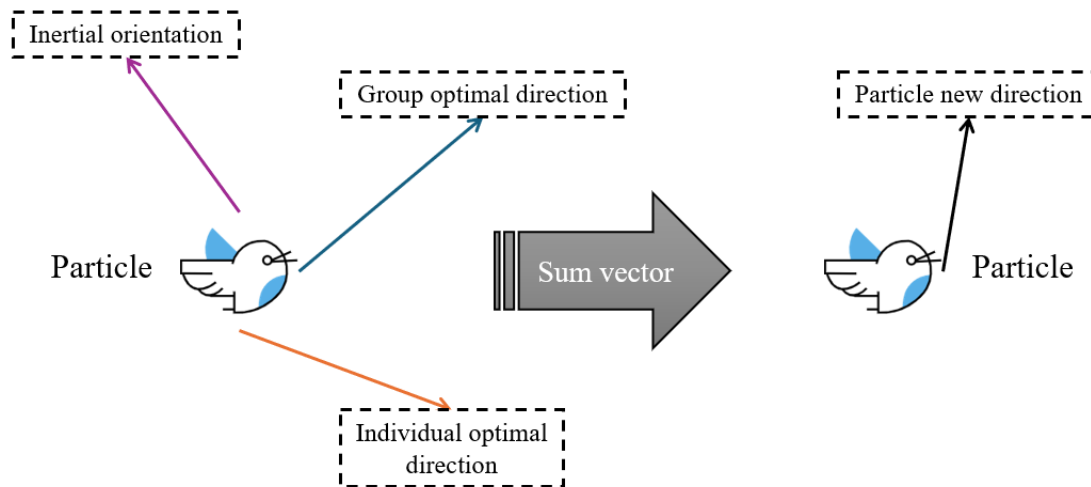 Inertial orientation
Group optimal direction
Particle new direction
Particle
Sum vector
Particle
Individual optimal
direction